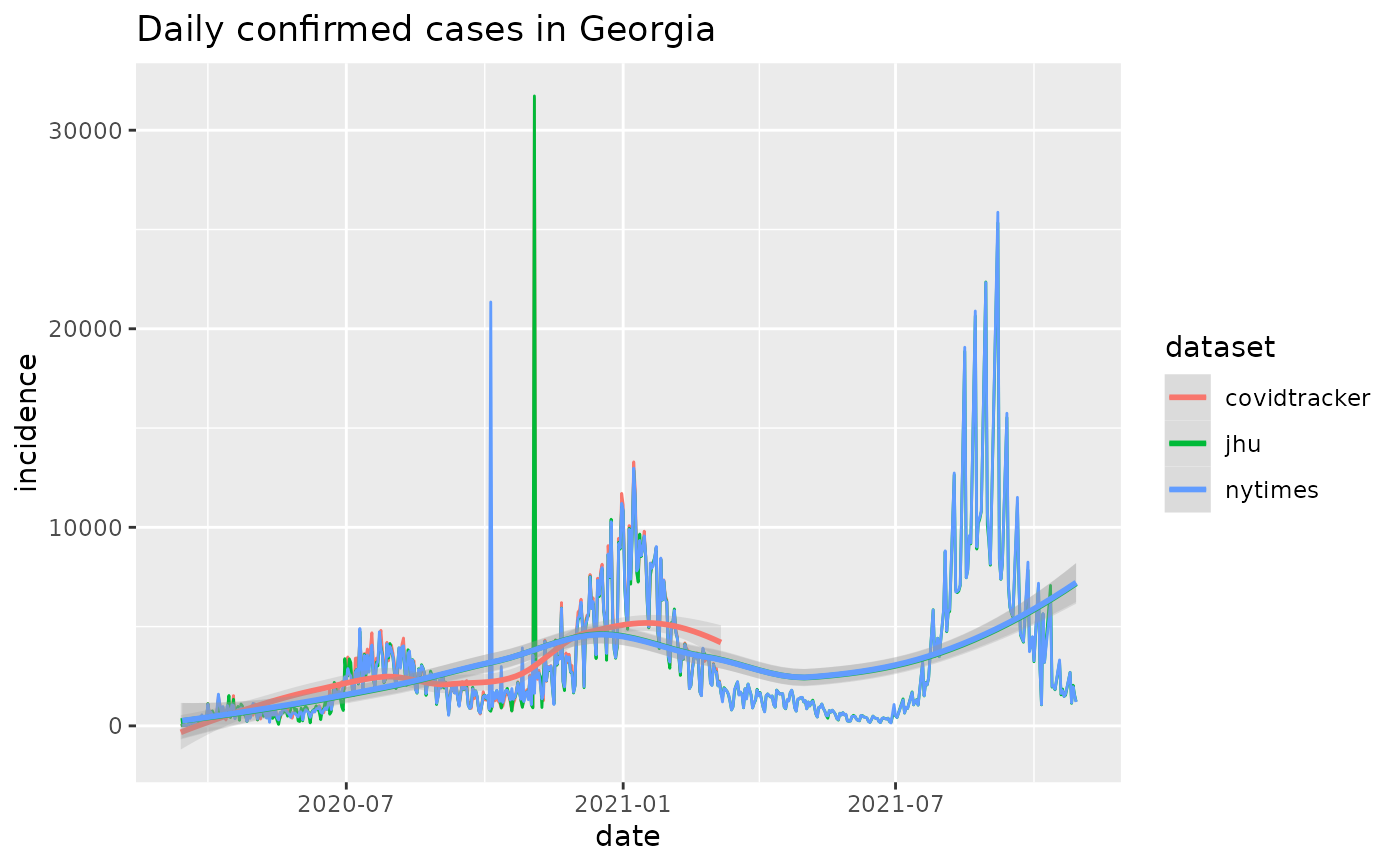 Daily confirmed cases in Georgia
incidence
30000
20000
10000
0
2020-07
2021-01
2021-07
date
dataset
covidtracker
jhu
nytimes